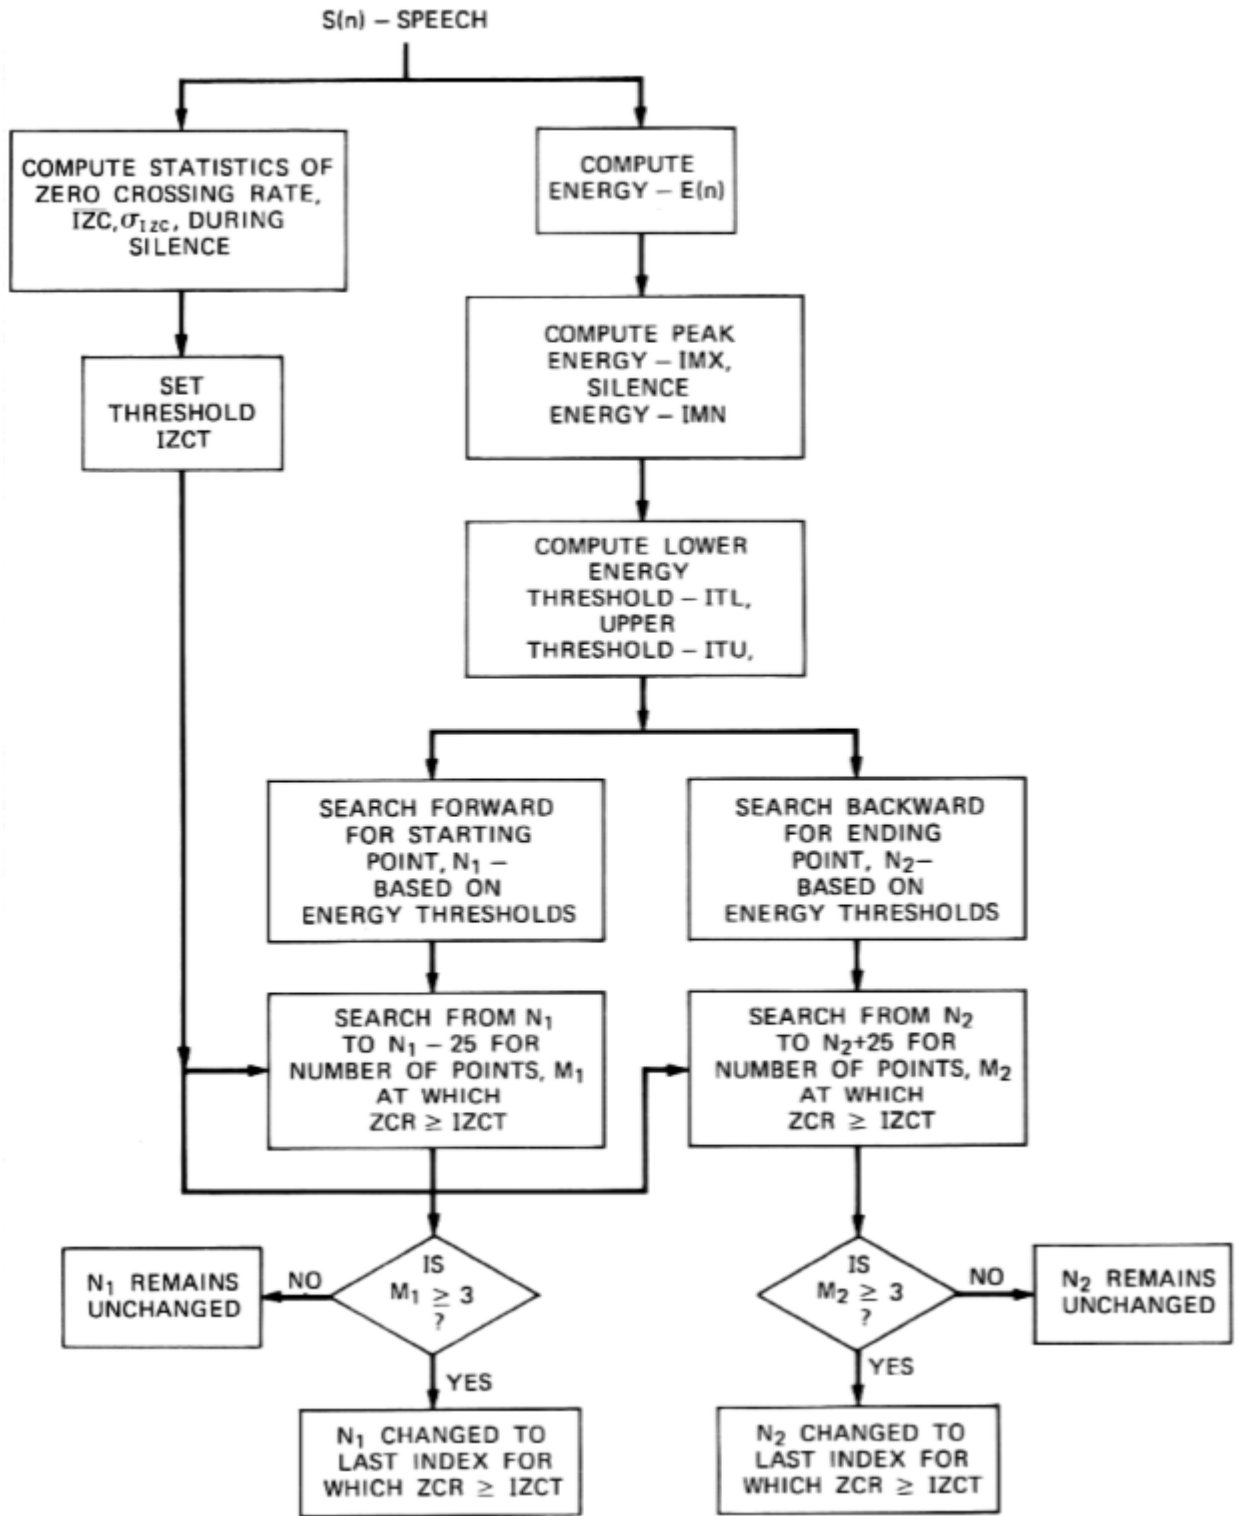 S(n) – SPEECH
COMPUTE STATISTICS OF
ZERO CROSSING RATE,
I̅Z̅C̅, σIZC, DURING
SILENCE
COMPUTE
ENERGY – E(n)
COMPUTE PEAK
ENERGY – IMX,
SILENCE
ENERGY – IMN
SET
THRESHOLD
IZCT
COMPUTE LOWER
ENERGY
THRESHOLD – ITL,
UPPER
THRESHOLD – ITU,
SEARCH FORWARD
FOR STARTING
POINT, N₁ –
BASED ON
ENERGY THRESHOLDS
SEARCH BACKWARD
FOR ENDING
POINT, N₂–
BASED ON
ENERGY THRESHOLDS
SEARCH FROM N₁
TO N₁ – 25 FOR
NUMBER OF POINTS, M₁
AT WHICH
ZCR ≥ IZCT
SEARCH FROM N₂
TO N₂+25 FOR
NUMBER OF POINTS, M₂
AT WHICH
ZCR ≥ IZCT
N₁ REMAINS
UNCHANGED
NO
IS
M₁ ≥ 3
?
YES
IS
M₂ ≥ 3
?
NO
YES
N₂ REMAINS
UNCHANGED
N₁ CHANGED TO
LAST INDEX FOR
WHICH ZCR ≥ IZCT
N₂ CHANGED TO
LAST INDEX FOR
WHICH ZCR ≥ IZCT